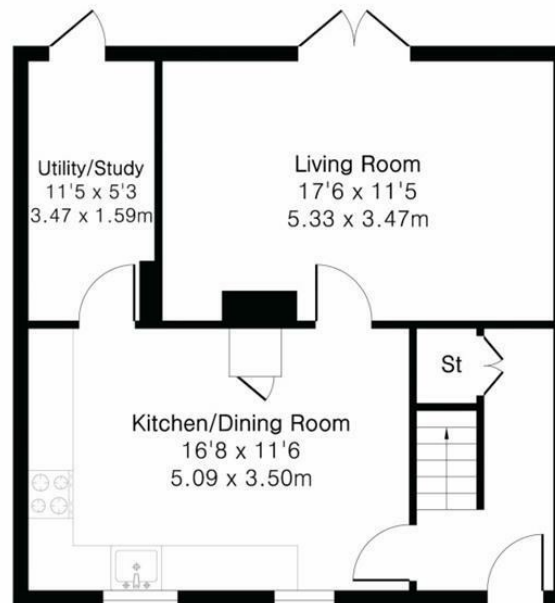 Utility/Study
11'5 x 5'3
3.47 x 1.59m
Living Room
17'6 x 11'5
5.33 x 3.47m
St
Kitchen/Dining Room
16'8 x 11'6
5.09 x 3.50m